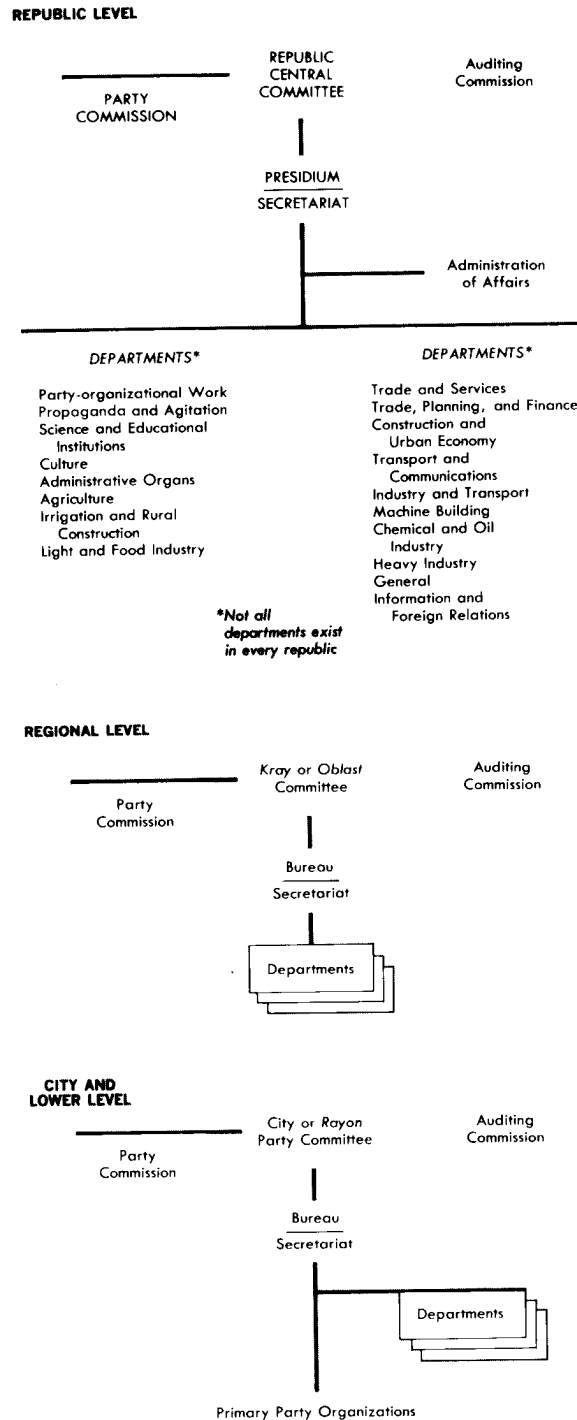 REPUBLIC LEVEL
REPUBLIC
CENTRAL
COMMITTEE
Auditing
Commission
PARTY
COMMISSION
PRESIDIUM
SECRETARIAT
Administration
of Affairs
DEPARTMENTS*
Party-organizational Work
Propaganda and Agitation
Science and Educational
Institutions
Culture
Administrative Organs
Agriculture
Irrigation and Rural
Construction
Light and Food Industry
DEPARTMENTS*
Trade and Services
Trade, Planning, and Finance
Construction and
Urban Economy
Transport and
Communications
Industry and Transport
Machine Building
Chemical and Oil
Industry
Heavy Industry
General
Information and
Foreign Relations
*Not all
departments exist
in every republic
REGIONAL LEVEL
Kray or Oblast
Committee
Auditing
Commission
Party
Commission
Bureau
Secretariat
Departments
CITY AND
LOWER LEVEL
City or Rayon
Party Committee
Auditing
Commission
Party
Commission
Bureau
Secretariat
Departments
Primary Party Organizations